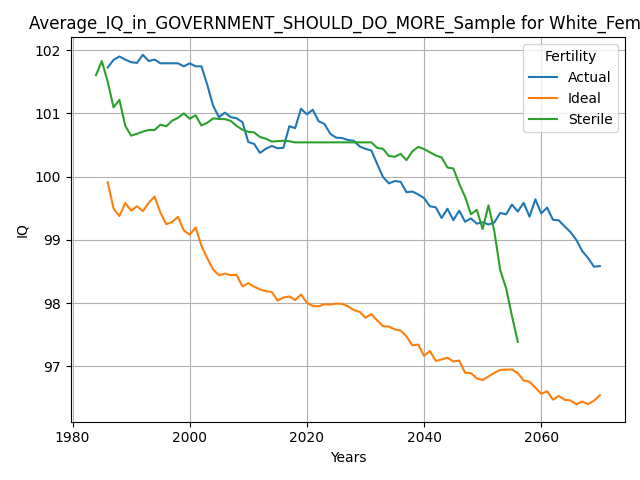 Average_IQ_in_GOVERNMENT_SHOULD_DO_MORE_Sample for White_Fem
102
101
100
99
98
97
IQ
Fertility
Actual
Ideal
Sterile
1980
2000
2020
2040
2060
Years